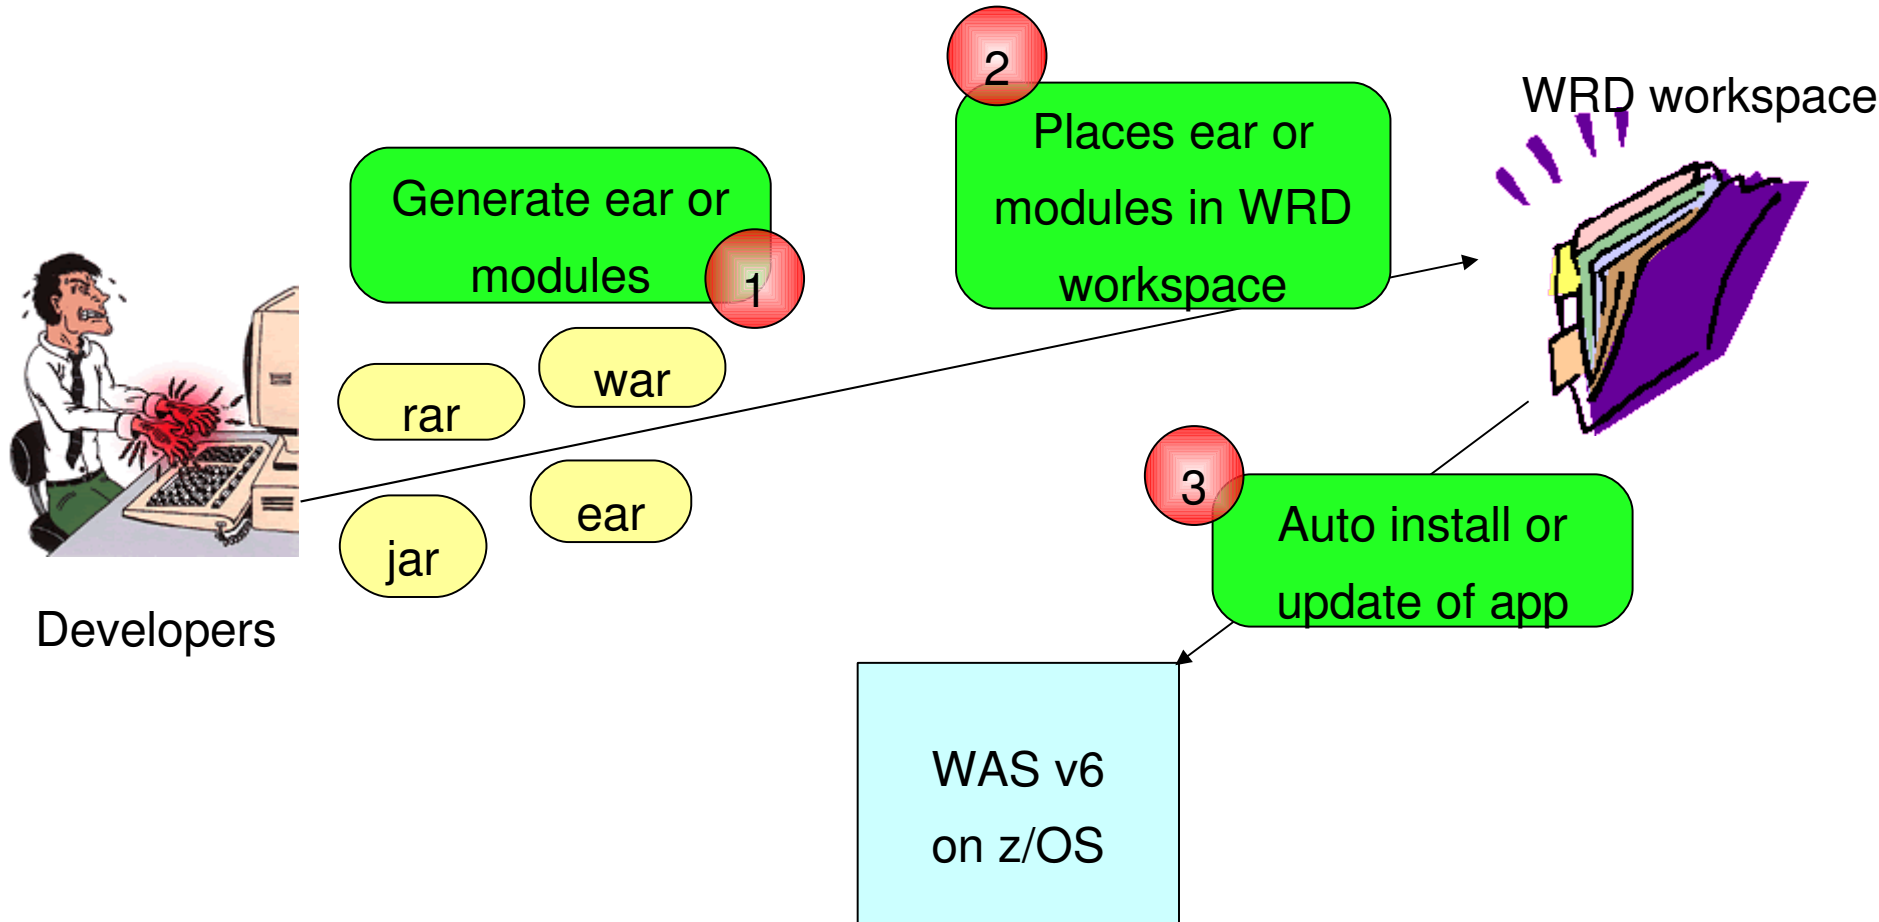 2
Places ear or
modules in WRD
workspace
WRD workspace
Generate ear or
modules
1
rar
war
jar
ear
Developers
3
Auto install or
update of app
WAS v6
on z/OS